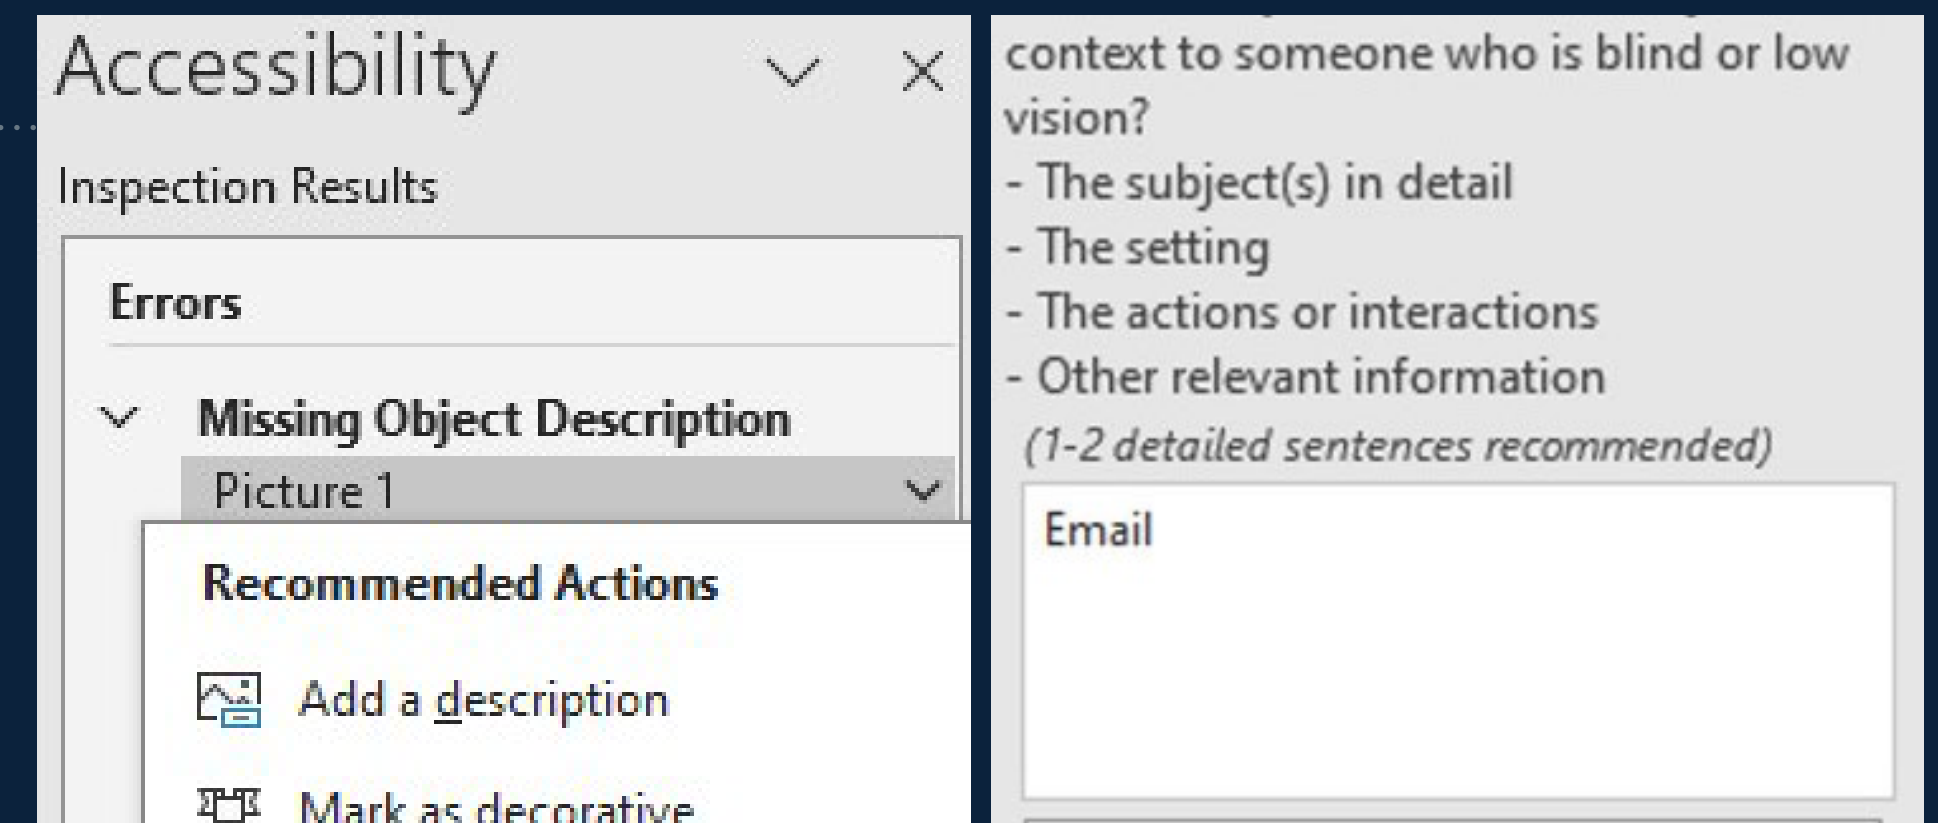 Accessibility
Inspection Results
Errors
Missing Object Description
Picture 1
Recommended Actions
Add a description
Mark as decorative
context to someone who is blind or low
vision?
- The subject(s) in detail
- The setting
- The actions or interactions
- Other relevant information
(1-2 detailed sentences recommended)
Email